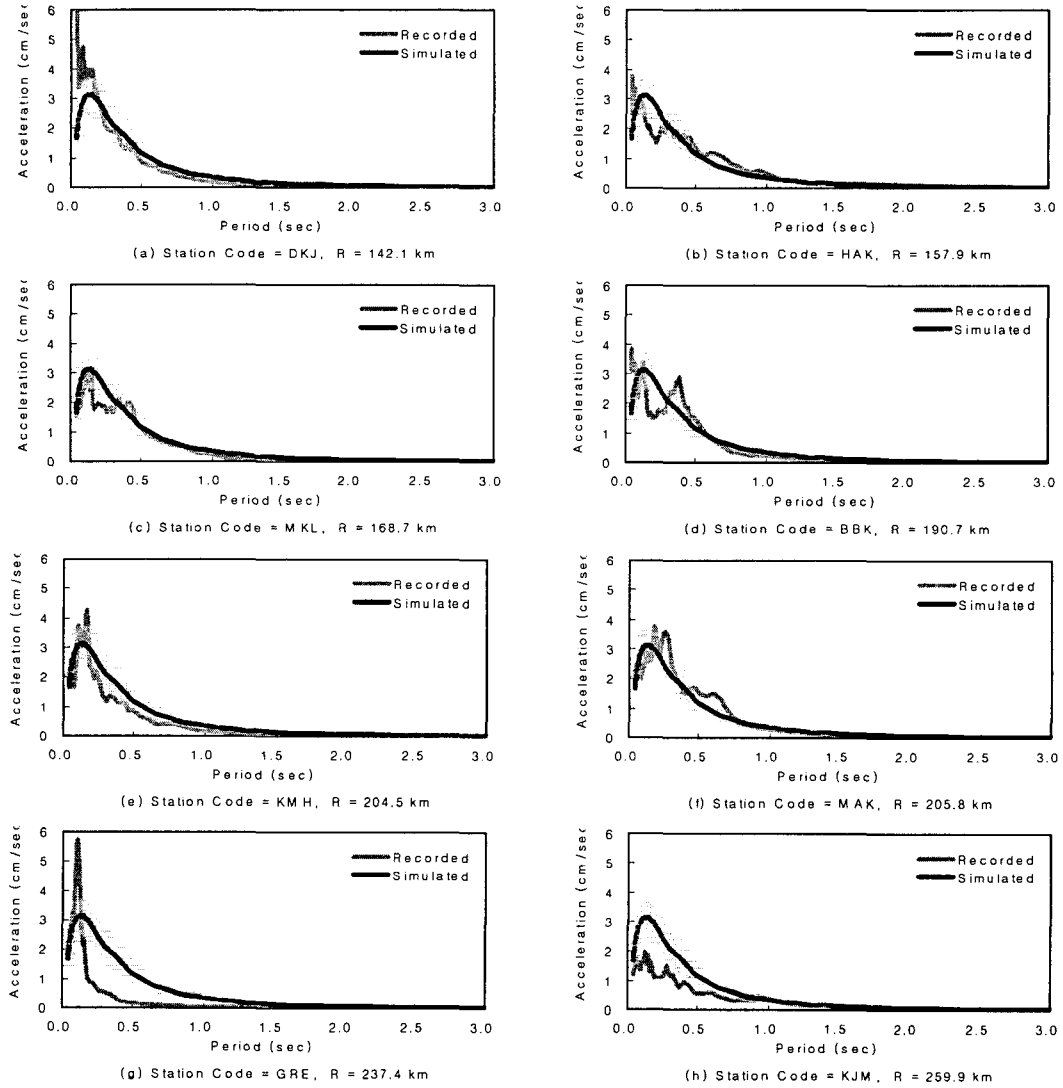 Acceleration (cm/sec
6
5
4
3
2
1
0
Recorded
Simulated
0.0 0.5 1.0 1.5 2.0 2.5 3.0
Period (sec)
(a) Station Code = DKJ, R = 142.1 km
Acceleration (cm/sec
6
5
4
3
2
1
0
Recorded
Simulated
0.0 0.5 1.0 1.5 2.0 2.5 3.0
Period (sec)
(b) Station Code = HAK, R = 157.9 km
Acceleration (cm/sec
6
5
4
3
2
1
0
Recorded
Simulated
0.0 0.5 1.0 1.5 2.0 2.5 3.0
Period (sec)
(c) Station Code = MKL, R = 168.7 km
Acceleration (cm/sec
6
5
4
3
2
1
0
Recorded
Simulated
0.0 0.5 1.0 1.5 2.0 2.5 3.0
Period (sec)
(d) Station Code = BBK, R = 190.7 km
Acceleration (cm/sec
6
5
4
3
2
1
0
Recorded
Simulated
0.0 0.5 1.0 1.5 2.0 2.5 3.0
Period (sec)
(e) Station Code = KMH, R = 204.5 km
Acceleration (cm/sec
6
5
4
3
2
1
0
Recorded
Simulated
0.0 0.5 1.0 1.5 2.0 2.5 3.0
Period (sec)
(f) Station Code = MAK, R = 205.8 km
Acceleration (cm/sec
6
5
4
3
2
1
0
Recorded
Simulated
0.0 0.5 1.0 1.5 2.0 2.5 3.0
Period (sec)
(g) Station Code = GRE, R = 237.4 km
Acceleration (cm/sec
6
5
4
3
2
1
0
Recorded
Simulated
0.0 0.5 1.0 1.5 2.0 2.5 3.0
Period (sec)
(h) Station Code = KJM, R = 259.9 km